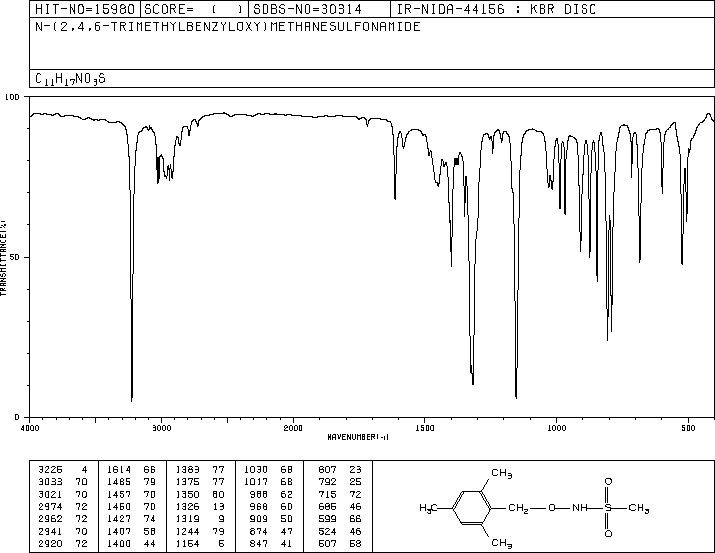 HIT-NO=15980 SCORE= ( ) SDBS-NO=30314 IR-NIDA-44156 : KBR DISC
N-(2,4,6-TRIMETHYLBENZYLOXY)METHANESULFONAMIDE
C11H17NO3S
100
50
0
TRANSMITTANCE(%)
4000 3000 2000 1500 1000 500
WAVENUMBER(-1)
3225 4 1614 66 1383 77 1030 68 807 23
3033 70 1485 79 1375 77 1017 68 792 25
3021 70 1457 70 1350 60 988 62 715 72
2974 72 1450 70 1326 13 968 60 685 46
2962 72 1427 74 1319 9 909 50 599 66
2941 70 1407 58 1244 79 874 47 524 46
2920 72 1400 44 1154 5 847 41 507 58
CH3
O
H3C CH2 O NH S CH3
O
CH3